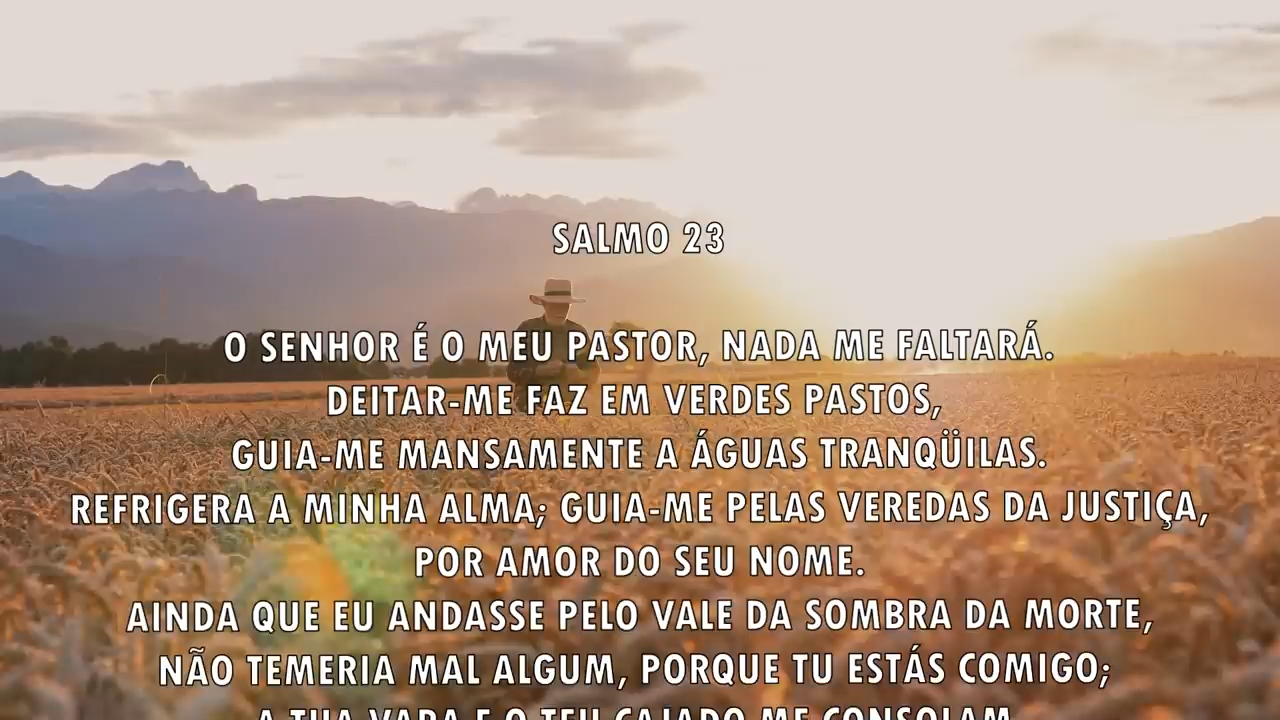 SALMO 23
O SENHOR É O MEU PASTOR, NADA ME FALTARÁ.
DEITAR-ME FAZ EM VERDES PASTOS,
GUIA-ME MANSAMENTE A ÁGUAS TRANQÜILAS.
REFRIGERA A MINHA ALMA; GUIA-ME PELAS VEREDAS DA JUSTIÇA,
POR AMOR DO SEU NOME.
AINDA QUE EU ANDASSE PELO VALE DA SOMBRA DA MORTE,
NÃO TEMERIA MAL ALGUM, PORQUE TU ESTÁS COMIGO;
A TUA VARA E O TEU CAJADO ME CONSOLAM